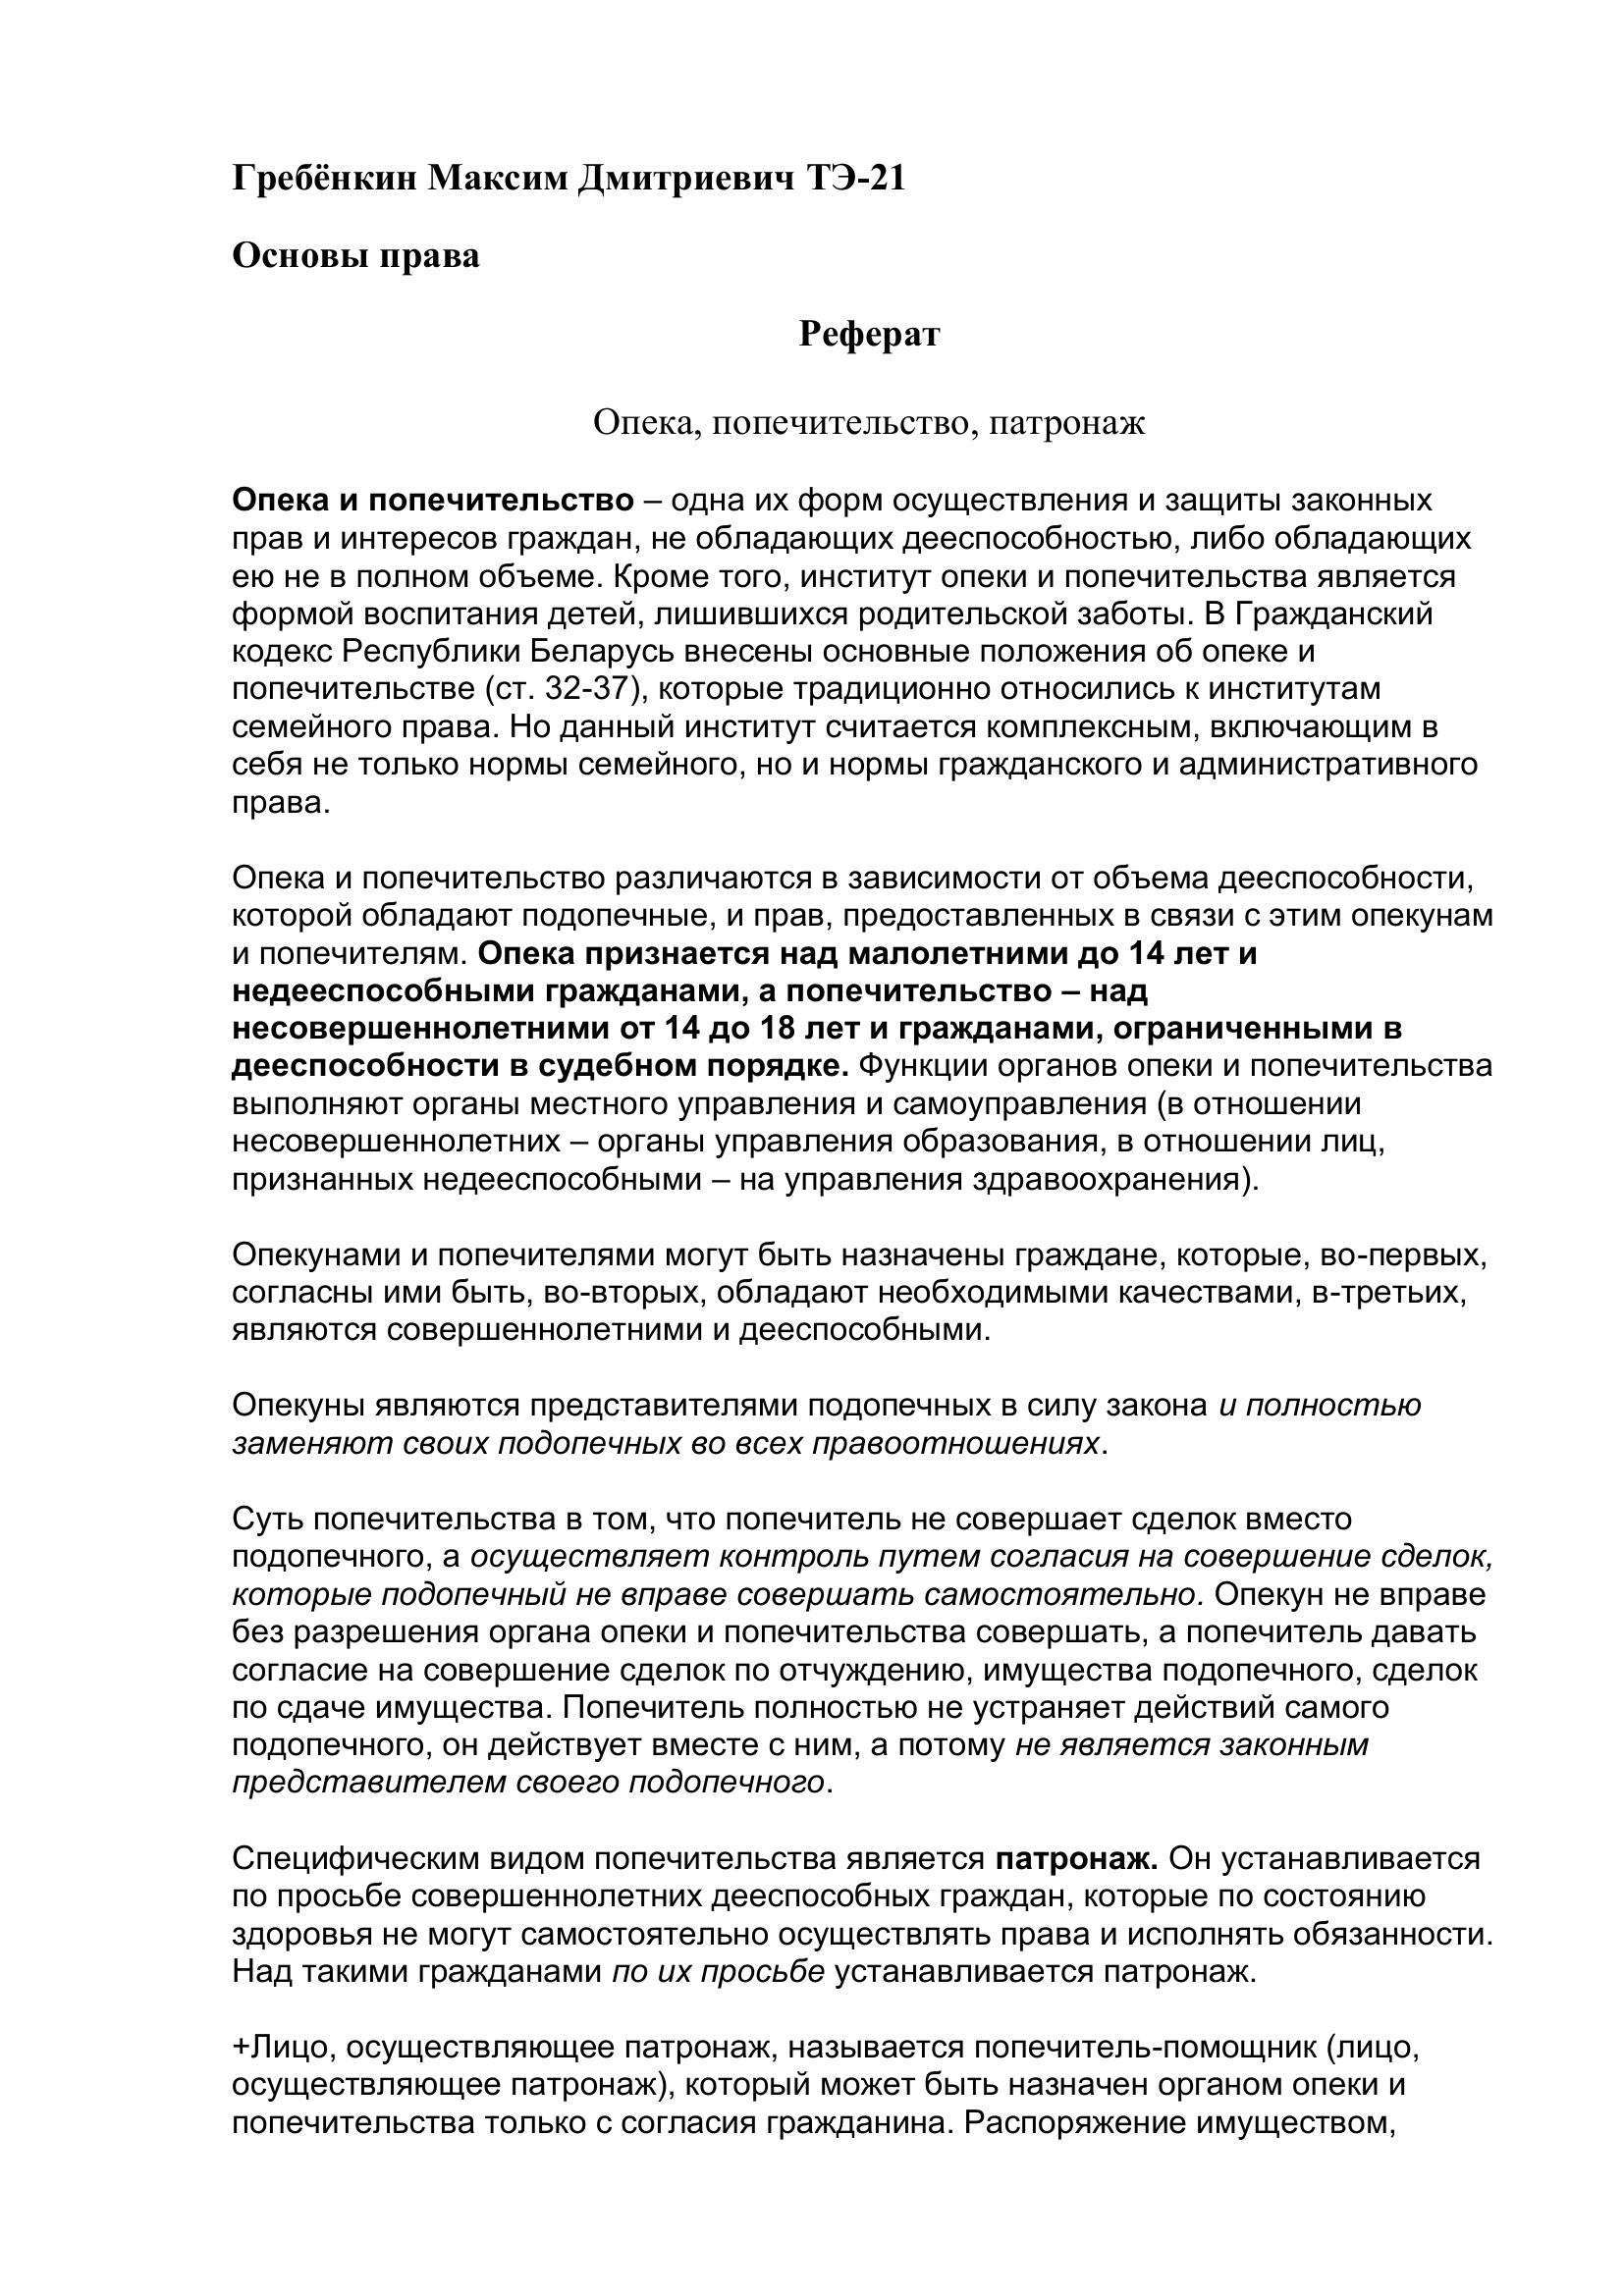 Гребёнкин Максим Дмитриевич ТЭ-21
Основы права
Реферат
Опека, попечительство, патронаж
Опека и попечительство – одна их форм осуществления и защиты законных
прав и интересов граждан, не обладающих дееспособностью, либо обладающих
ею не в полном объеме. Кроме того, институт опеки и попечительства является
формой воспитания детей, лишившихся родительской заботы. В Гражданский
кодекс Республики Беларусь внесены основные положения об опеке и
попечительстве (ст. 32-37), которые традиционно относились к институтам
семейного права. Но данный институт считается комплексным, включающим в
себя не только нормы семейного, но и нормы гражданского и административного
права.
Опека и попечительство различаются в зависимости от объема дееспособности,
которой обладают подопечные, и прав, предоставленных в связи с этим опекунам
и попечителям. Опека признается над малолетними до 14 лет и
недееспособными гражданами, а попечительство – над
несовершеннолетними от 14 до 18 лет и гражданами, ограниченными в
дееспособности в судебном порядке. Функции органов опеки и попечительства
выполняют органы местного управления и самоуправления (в отношении
несовершеннолетних – органы управления образования, в отношении лиц,
признанных недееспособными – на управления здравоохранения).
Опекунами и попечителями могут быть назначены граждане, которые, во-первых,
согласны ими быть, во-вторых, обладают необходимыми качествами, в-третьих,
являются совершеннолетними и дееспособными.
Опекуны являются представителями подопечных в силу закона и полностью
заменяют своих подопечных во всех правоотношениях.
Суть попечительства в том, что попечитель не совершает сделок вместо
подопечного, а осуществляет контроль путем согласия на совершение сделок,
которые подопечный не вправе совершать самостоятельно. Опекун не вправе
без разрешения органа опеки и попечительства совершать, а попечитель давать
согласие на совершение сделок по отчуждению, имущества подопечного, сделок
по сдаче имущества. Попечитель полностью не устраняет действий самого
подопечного, он действует вместе с ним, а потому не является законным
представителем своего подопечного.
Специфическим видом попечительства является патронаж. Он устанавливается
по просьбе совершеннолетних дееспособных граждан, которые по состоянию
здоровья не могут самостоятельно осуществлять права и исполнять обязанности.
Над такими гражданами по их просьбе устанавливается патронаж.
+Лицо, осуществляющее патронаж, называется попечитель-помощник (лицо,
осуществляющее патронаж), который может быть назначен органом опеки и
попечительства только с согласия гражданина. Распоряжение имуществом,